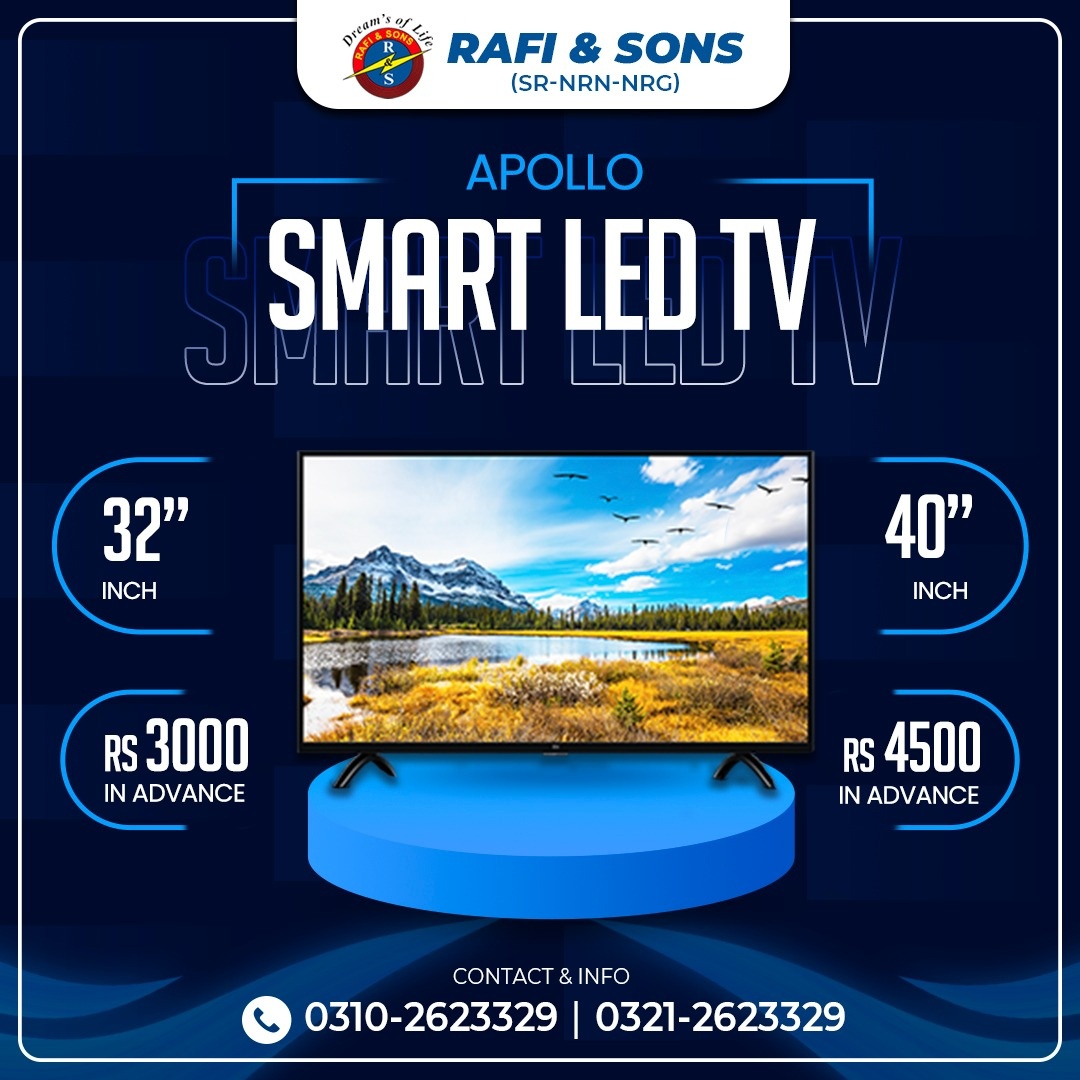 Dream's of Life
RAFI & SONS
R
&
S
RAFI & SONS
(SR-NRN-NRG)
APOLLO
SMART LED TV
SMART LED TV
32”
INCH
40”
INCH
RS 3000
IN ADVANCE
RS 4500
IN ADVANCE
CONTACT & INFO
0310-2623329 | 0321-2623329